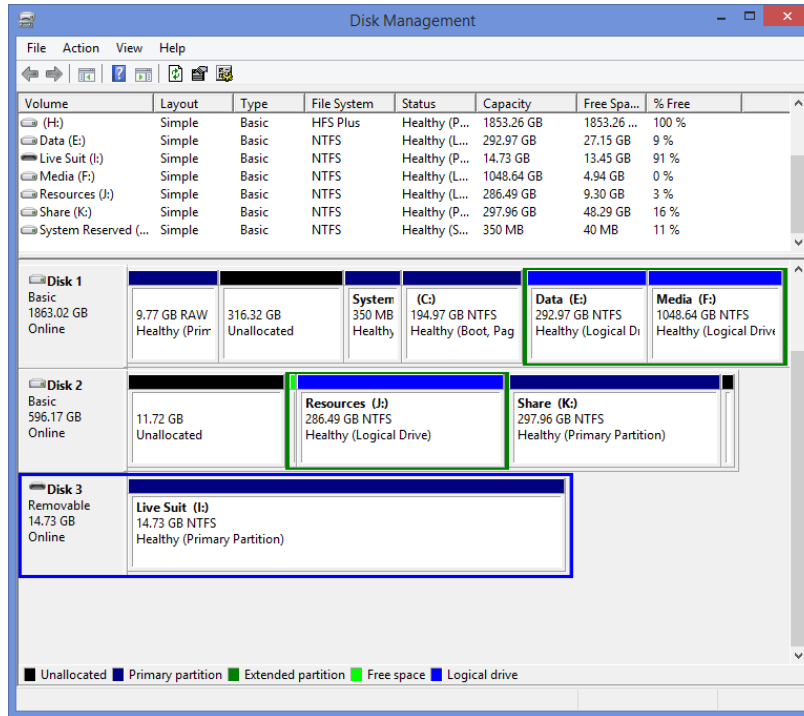 Disk Management
File Action View Help
Volume Layout Type File System Status Capacity Free Spa... % Free
(H:) Simple Basic HFS Plus Healthy (P... 1853.26 GB 1853.26 ... 100 %
Data (E:) Simple Basic NTFS Healthy (L... 292.97 GB 27.15 GB 9 %
Live Suit (I:) Simple Basic NTFS Healthy (P... 14.73 GB 13.45 GB 91 %
Media (F:) Simple Basic NTFS Healthy (L... 1048.64 GB 4.94 GB 0 %
Resources (J:) Simple Basic NTFS Healthy (L... 286.49 GB 9.30 GB 3 %
Share (K:) Simple Basic NTFS Healthy (P... 297.96 GB 48.29 GB 16 %
System Reserved (... Simple Basic NTFS Healthy (S... 350 MB 40 MB 11 %
Disk 1
Basic
1863.02 GB
Online
9.77 GB RAW
Healthy (Prim
316.32 GB
Unallocated
System
350 MB
Healthy
(C:)
194.97 GB NTFS
Healthy (Boot, Pag
Data (E:)
292.97 GB NTFS
Healthy (Logical Di
Media (F:)
1048.64 GB NTFS
Healthy (Logical Drive
Disk 2
Basic
596.17 GB
Online
11.72 GB
Unallocated
Resources (J:)
286.49 GB NTFS
Healthy (Logical Drive)
Share (K:)
297.96 GB NTFS
Healthy (Primary Partition)
Disk 3
Removable
14.73 GB
Online
Live Suit (I:)
14.73 GB NTFS
Healthy (Primary Partition)
Unallocated Primary partition Extended partition Free space Logical drive